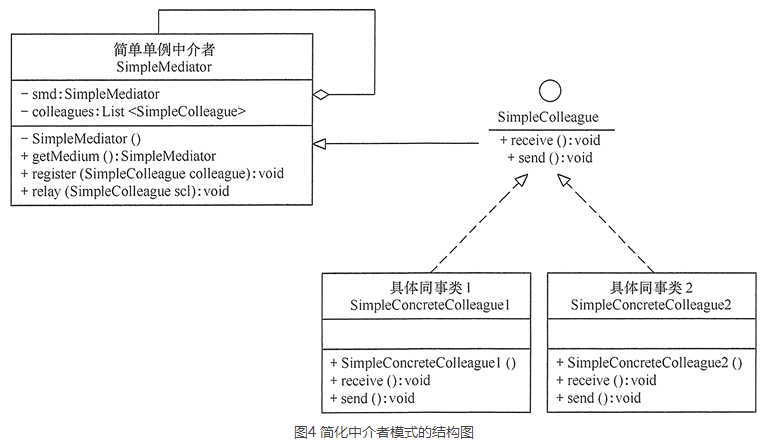 简单单例中介者
SimpleMediator
- smd:SimpleMediator
- colleagues:List <SimpleColleague>
- SimpleMediator ()
+ getMedium ():SimpleMediator
+ register (SimpleColleague colleague):void
+ relay (SimpleColleague scl):void
SimpleColleague
+ receive ():void
+ send ():void
具体同事类1
SimpleConcreteColleague1
+ SimpleConcreteColleague1 ()
+ receive ():void
+ send ():void
具体同事类2
SimpleConcreteColleague2
+ SimpleConcreteColleague2 ()
+ receive ():void
+ send ():void
图4 简化中介者模式的结构图